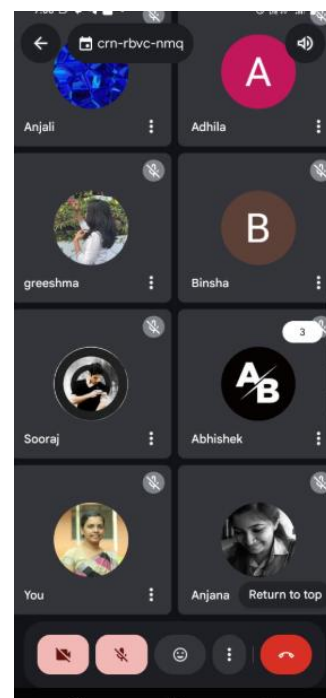 crn-rbvc-nmq
A
Anjali
Adhila
B
greeshma
Binsha
3
AB
Sooraj
Abhishek
You
Anjana
Return to top